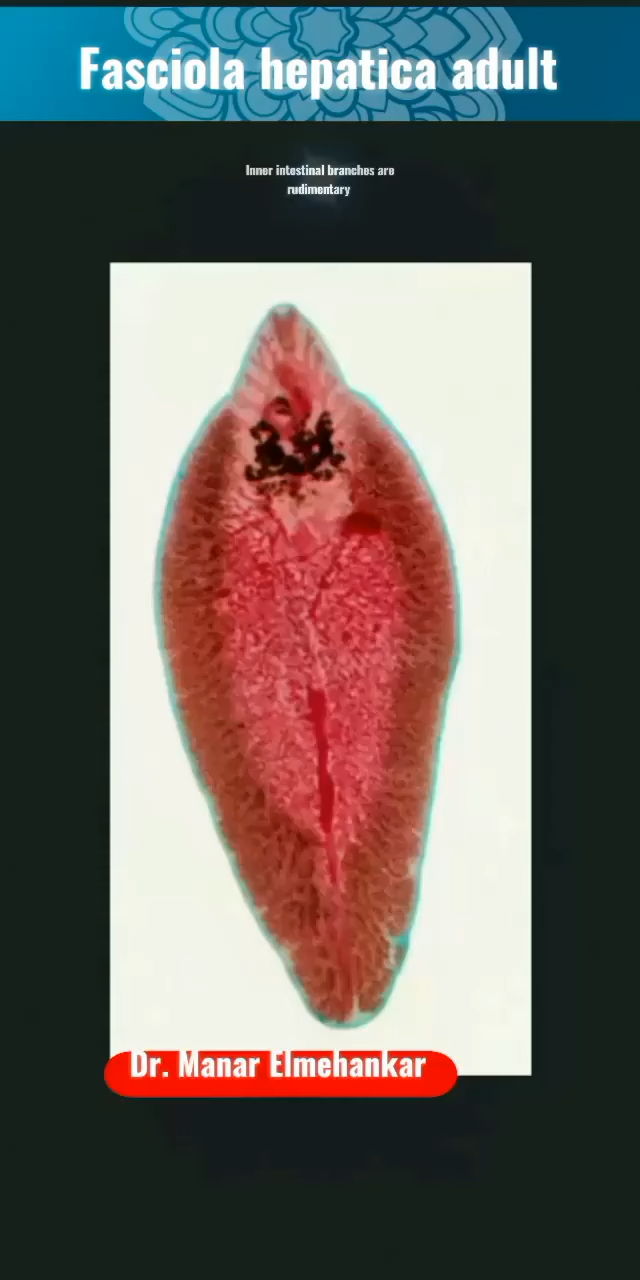 Fasciola hepatica adult
Inner intestinal branches are
rudimentary
Dr. Manar Elmehankar